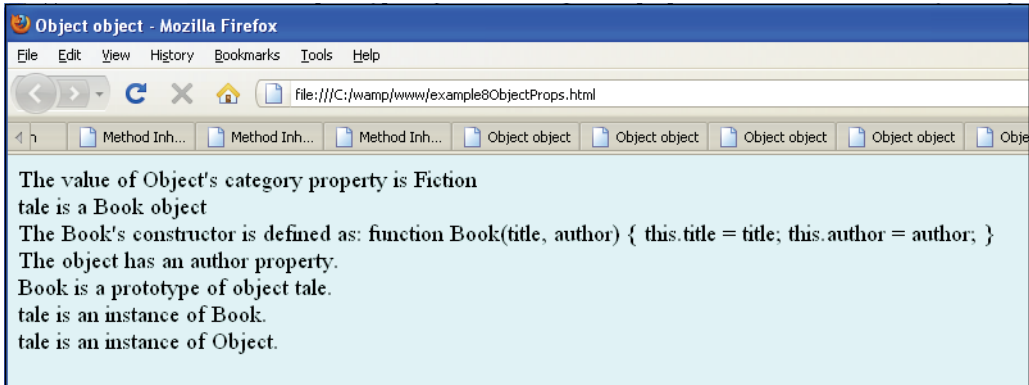 Object object - Mozilla Firefox
File Edit View History Bookmarks Tools Help
file:///C:/wamp/www/example8ObjectProps.html
Method Inh... Method Inh... Method Inh... Object object Object object Object object Object object Obje
The value of Object's category property is Fiction
tale is a Book object
The Book's constructor is defined as: function Book(title, author) { this.title = title; this.author = author; }
The object has an author property.
Book is a prototype of object tale.
tale is an instance of Book.
tale is an instance of Object.